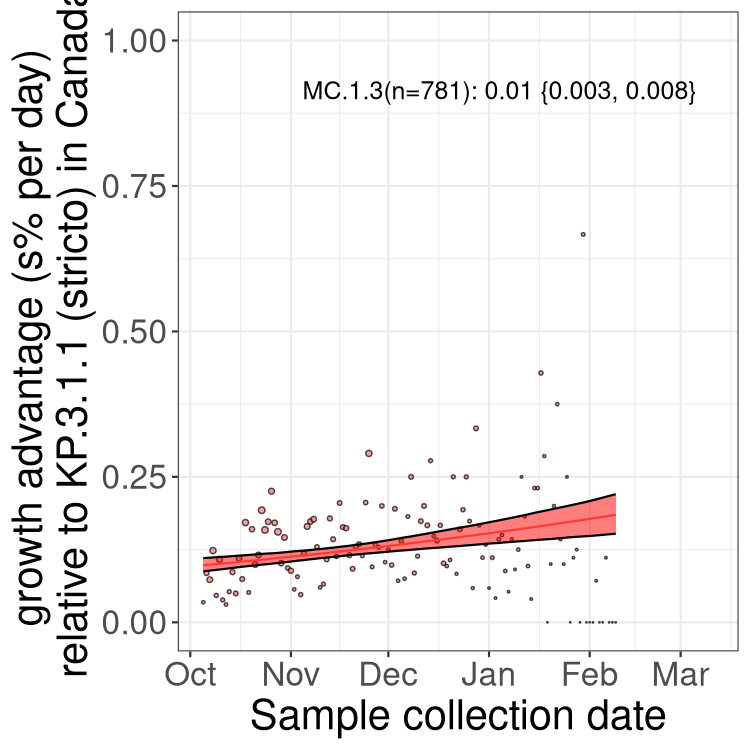 growth advantage (s% per day)
relative to KP.3.1.1 (stricto) in Canada
1.00
0.75
0.50
0.25
0.00
MC.1.3(n=781): 0.01 {0.003, 0.008}
Oct Nov Dec Jan Feb Mar
Sample collection date